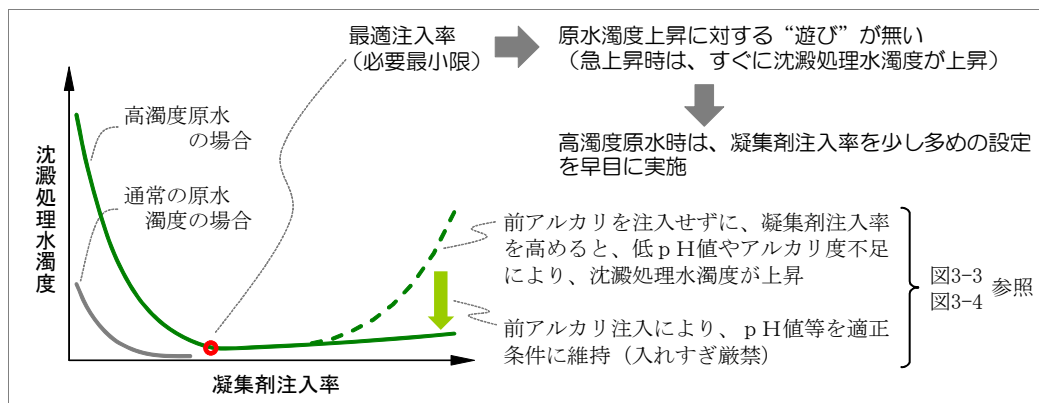 最適注入率
（必要最小限）
原水濁度上昇に対する“遊び”が無い
（急上昇時は、すぐに沈澱処理水濁度が上昇）
高濁度原水時は、凝集剤注入率を少し多めの設定
を早目に実施
高濁度原水
の場合
通常の原水
濁度の場合
沈澱処理水濁度
前アルカリを注入せずに、凝集剤注入率
を高めると、低ｐＨ値やアルカリ度不足
により、沈澱処理水濁度が上昇
前アルカリ注入により、ｐＨ値等を適正
条件に維持（入れすぎ厳禁）
図3-3
図3-4
参照
凝集剤注入率